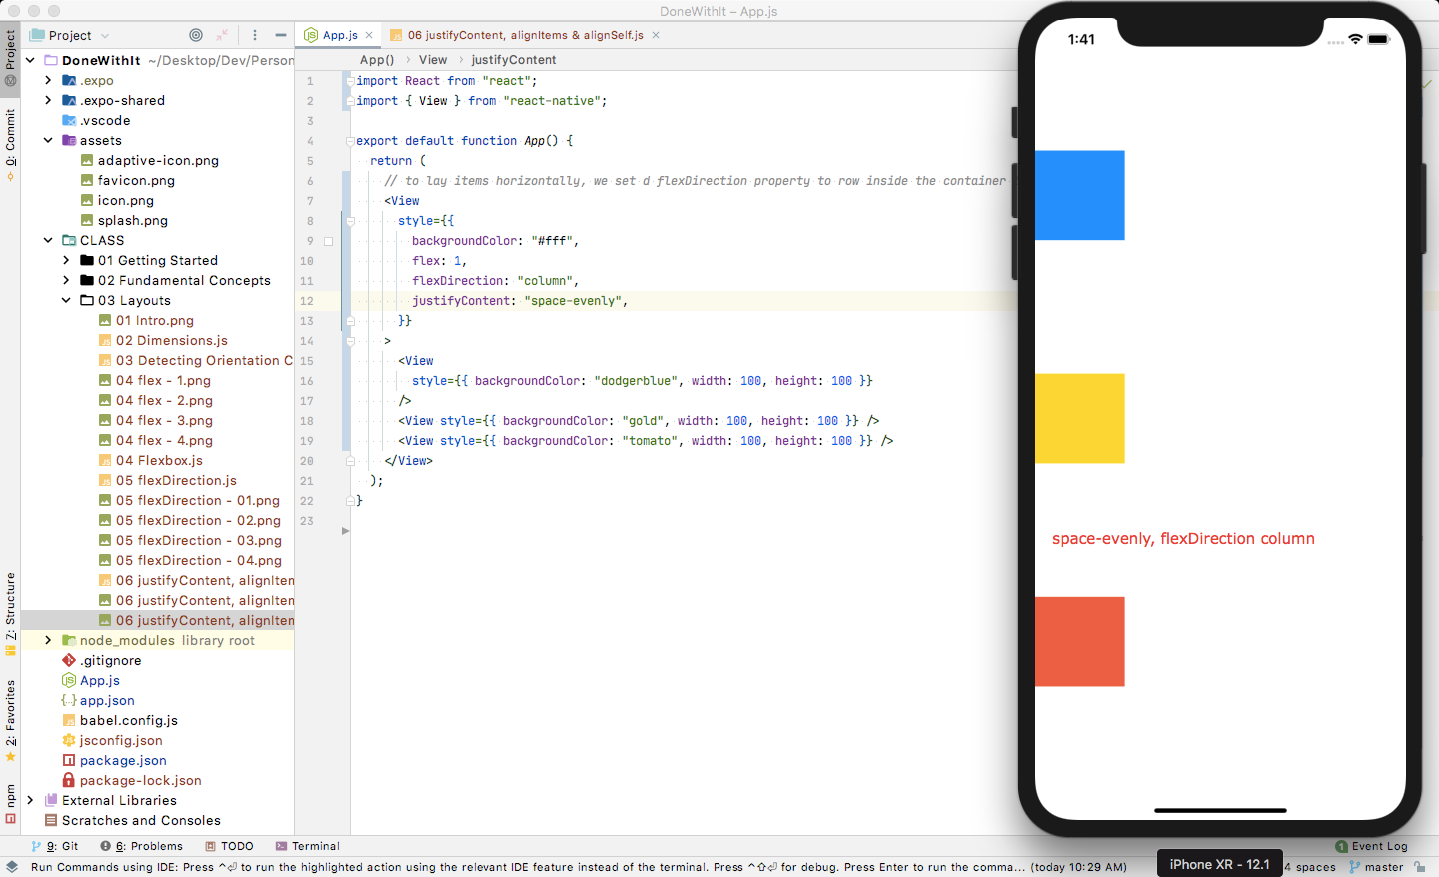 DoneWithIt – App.js
Project
App.js
06 justifyContent, alignItems & alignSelf.js
App()
View
justifyContent
Project
0: Commit
Z: Structure
2: Favorites
npm
DoneWithIt ~/Desktop/Dev/Person
.expo
.expo-shared
.vscode
assets
adaptive-icon.png
favicon.png
icon.png
splash.png
CLASS
01 Getting Started
02 Fundamental Concepts
03 Layouts
01 Intro.png
02 Dimensions.js
03 Detecting Orientation C
04 flex - 1.png
04 flex - 2.png
04 flex - 3.png
04 flex - 4.png
04 Flexbox.js
05 flexDirection.js
05 flexDirection - 01.png
05 flexDirection - 02.png
05 flexDirection - 03.png
05 flexDirection - 04.png
06 justifyContent, alignIten
06 justifyContent, alignIten
06 justifyContent, alignIten
node_modules library root
.gitignore
App.js
app.json
babel.config.js
jsconfig.json
package.json
package-lock.json
External Libraries
Scratches and Consoles
1 import React from "react";
2 import { View } from "react-native";
3
4 export default function App() {
5 return (
6 // to lay items horizontally, we set d flexDirection property to row inside the container
7 <View
8 style={{
9 backgroundColor: "#fff",
10 flex: 1,
11 flexDirection: "column",
12 justifyContent: "space-evenly",
13 }}
14 >
15 <View
16 style={{ backgroundColor: "dodgerblue", width: 100, height: 100 }}
17 />
18 <View style={{ backgroundColor: "gold", width: 100, height: 100 }} />
19 <View style={{ backgroundColor: "tomato", width: 100, height: 100 }} />
20 </View>
21 );
22 }
23
1:41
space-evenly, flexDirection column
iPhone XR - 12.1
9: Git
6: Problems
TODO
Terminal
1 Event Log
Run Commands using IDE: Press ^⏎ to run the highlighted action using the relevant IDE feature instead of the terminal. Press ^⇧⏎ for debug. Press Enter to run the comma... (today 10:29 AM)
4 spaces
master